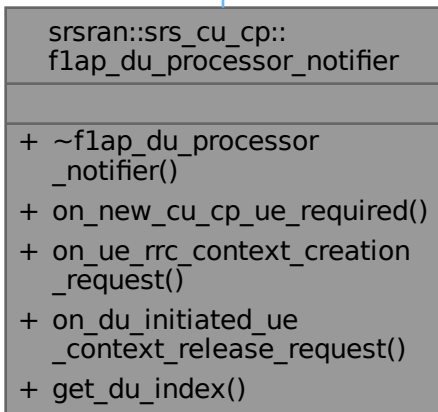 srsran::srs_cu_cp::
f1ap_du_processor_notifier
+ ~f1ap_du_processor
_notifier()
+ on_new_cu_cp_ue_required()
+ on_ue_rrc_context_creation
_request()
+ on_du_initiated_ue
_context_release_request()
+ get_du_index()